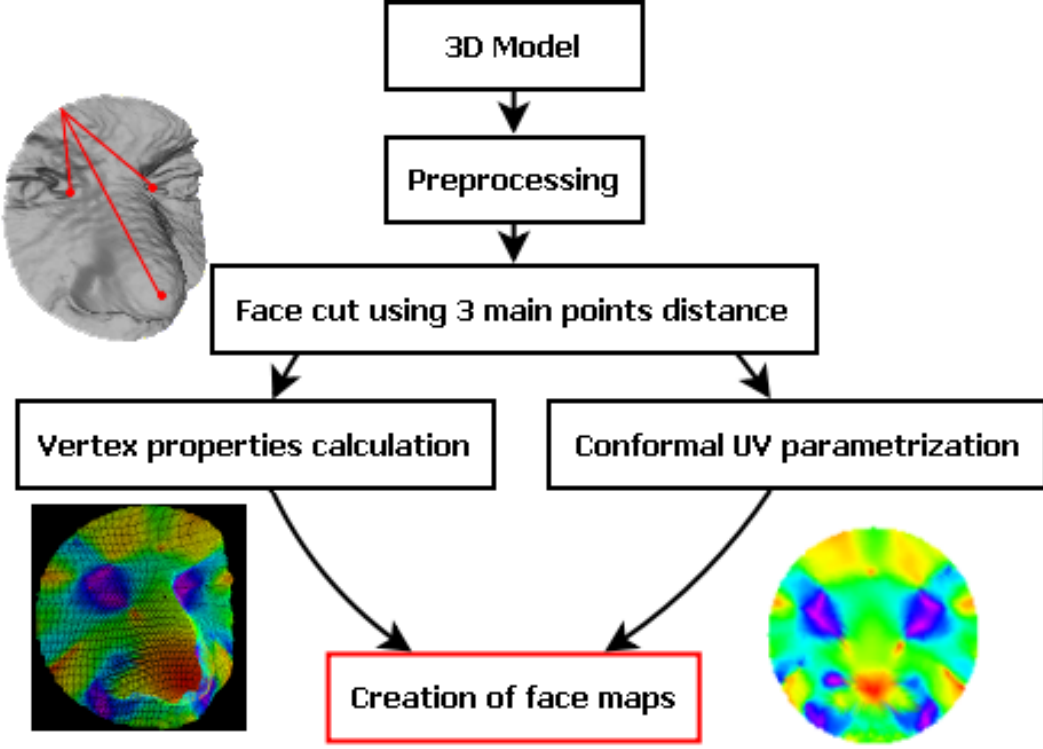 3D Model
Preprocessing
Face cut using 3 main points distance
Vertex properties calculation
Conformal UV parametrization
Creation of face maps